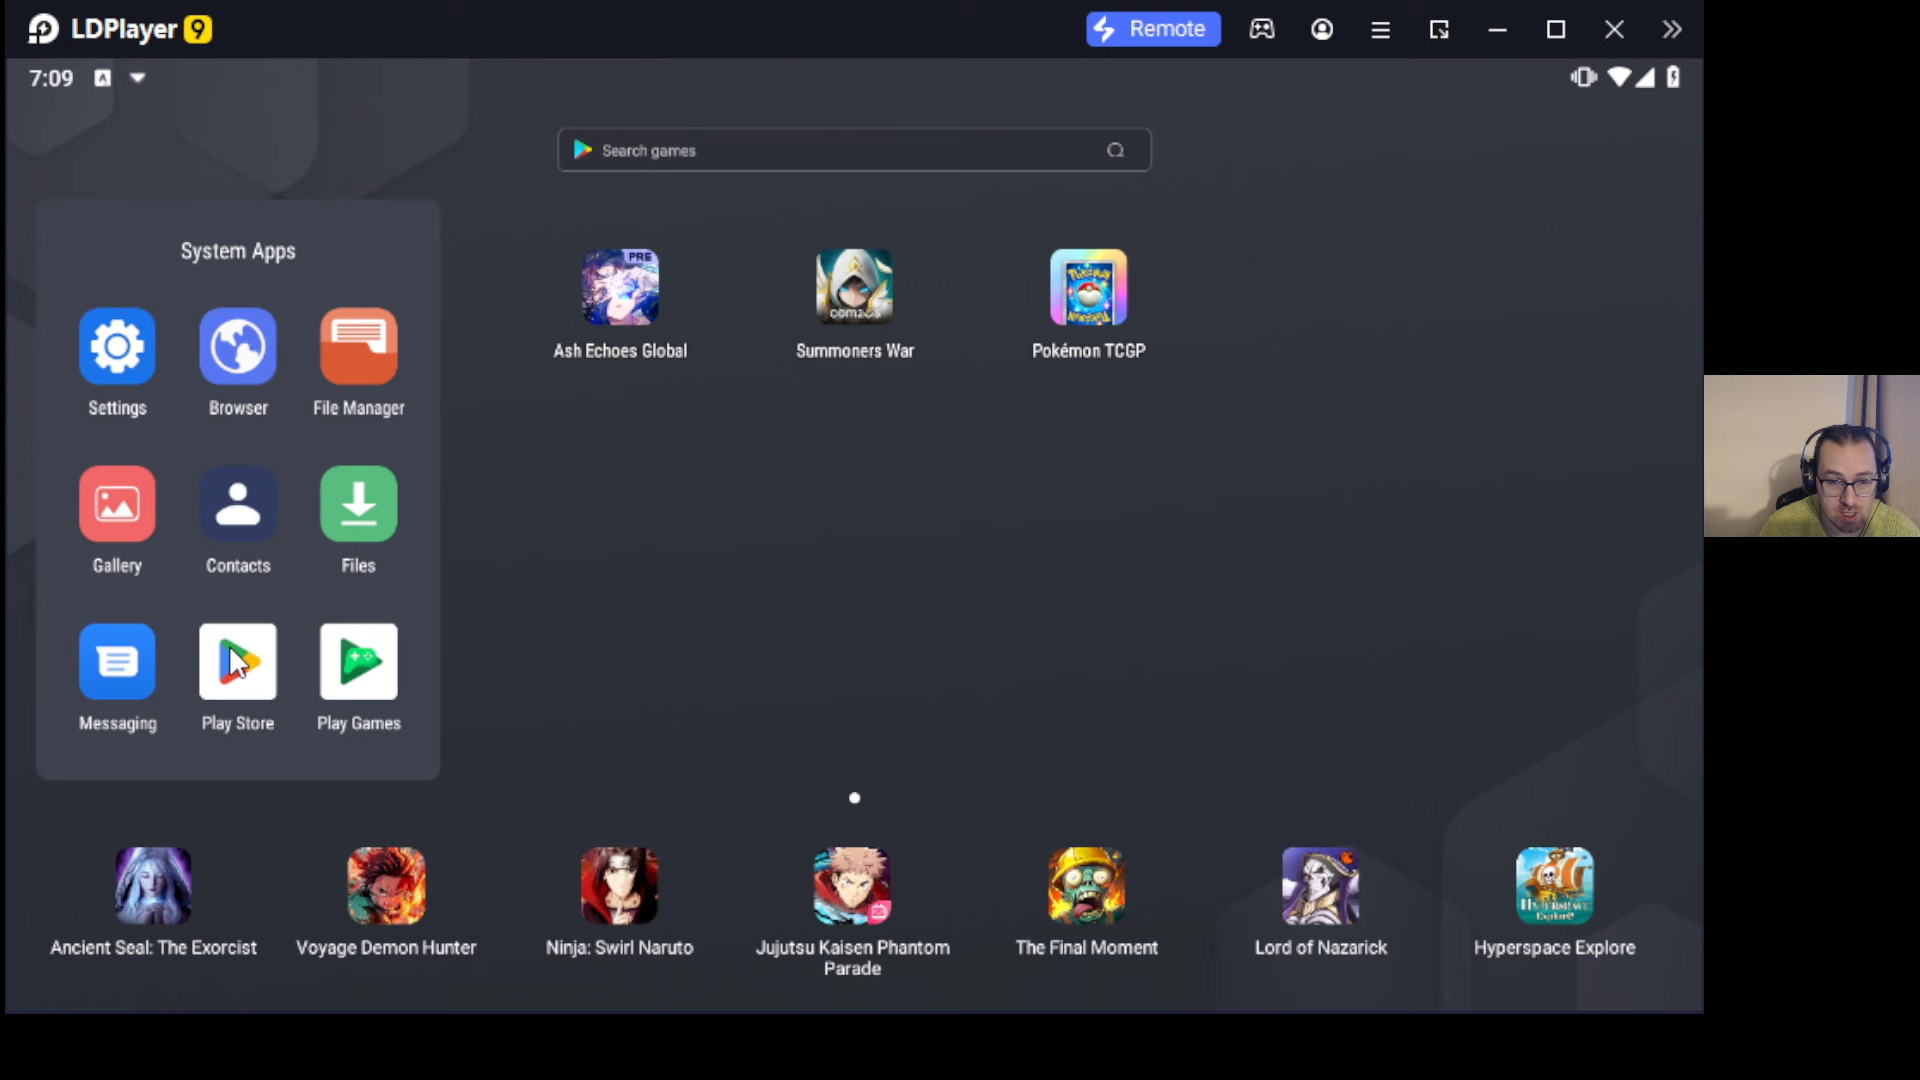 LDPlayer 9
Remote
7:09
Search games
System Apps
PRE
com2us
Ash Echoes Global
Summoners War
Pokémon TCGP
Settings
Browser
File Manager
Gallery
Contacts
Files
Messaging
Play Store
Play Games
Ancient Seal: The Exorcist
Voyage Demon Hunter
Ninja: Swirl Naruto
Jujutsu Kaisen Phantom
Parade
The Final Moment
Lord of Nazarick
Hyperspace Explore